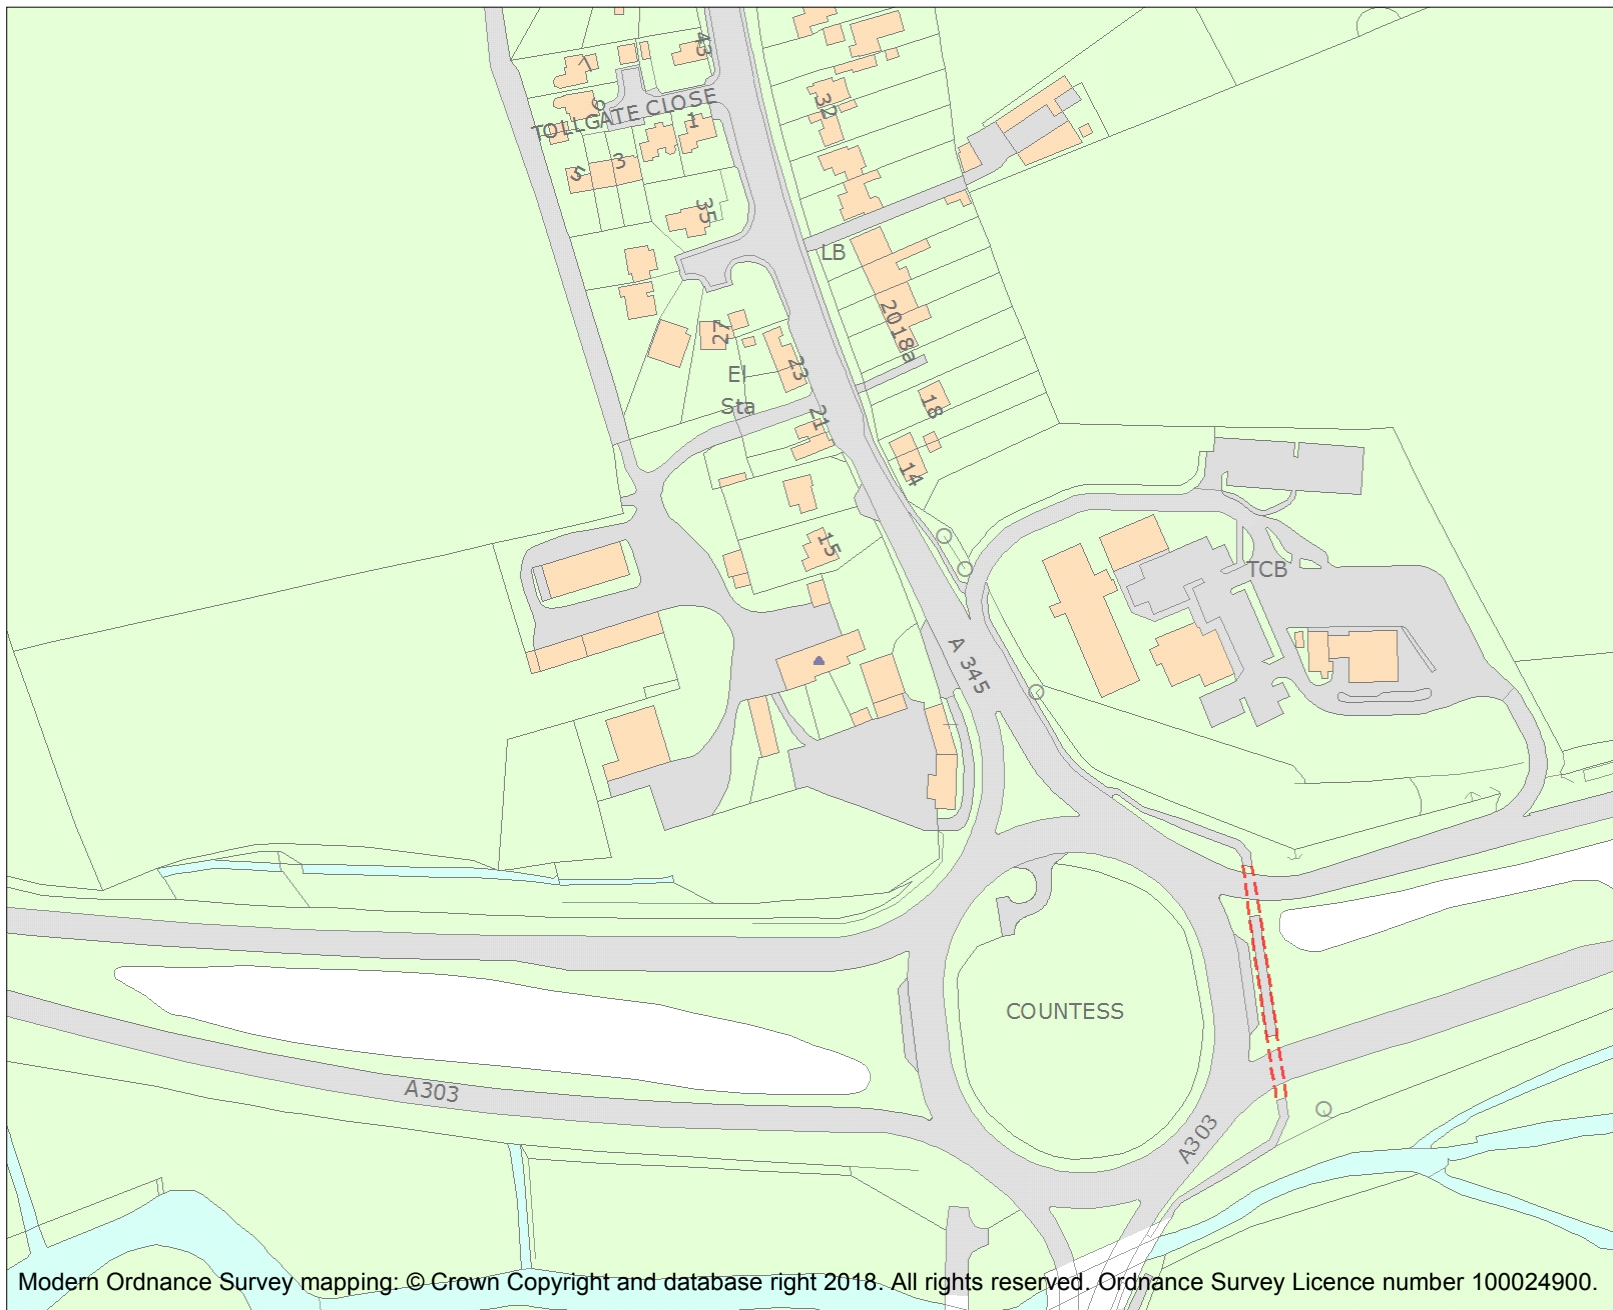 43
7
6
TOLLGATE CLOSE
1
32
3
5
35
LB
27
2018a
23
El
Sta
21
18
14
15
TCB
A 345
COUNTESS
A303
A303
Modern Ordnance Survey mapping: © Crown Copyright and database right 2018. All rights reserved. Ordnance Survey Licence number 100024900.